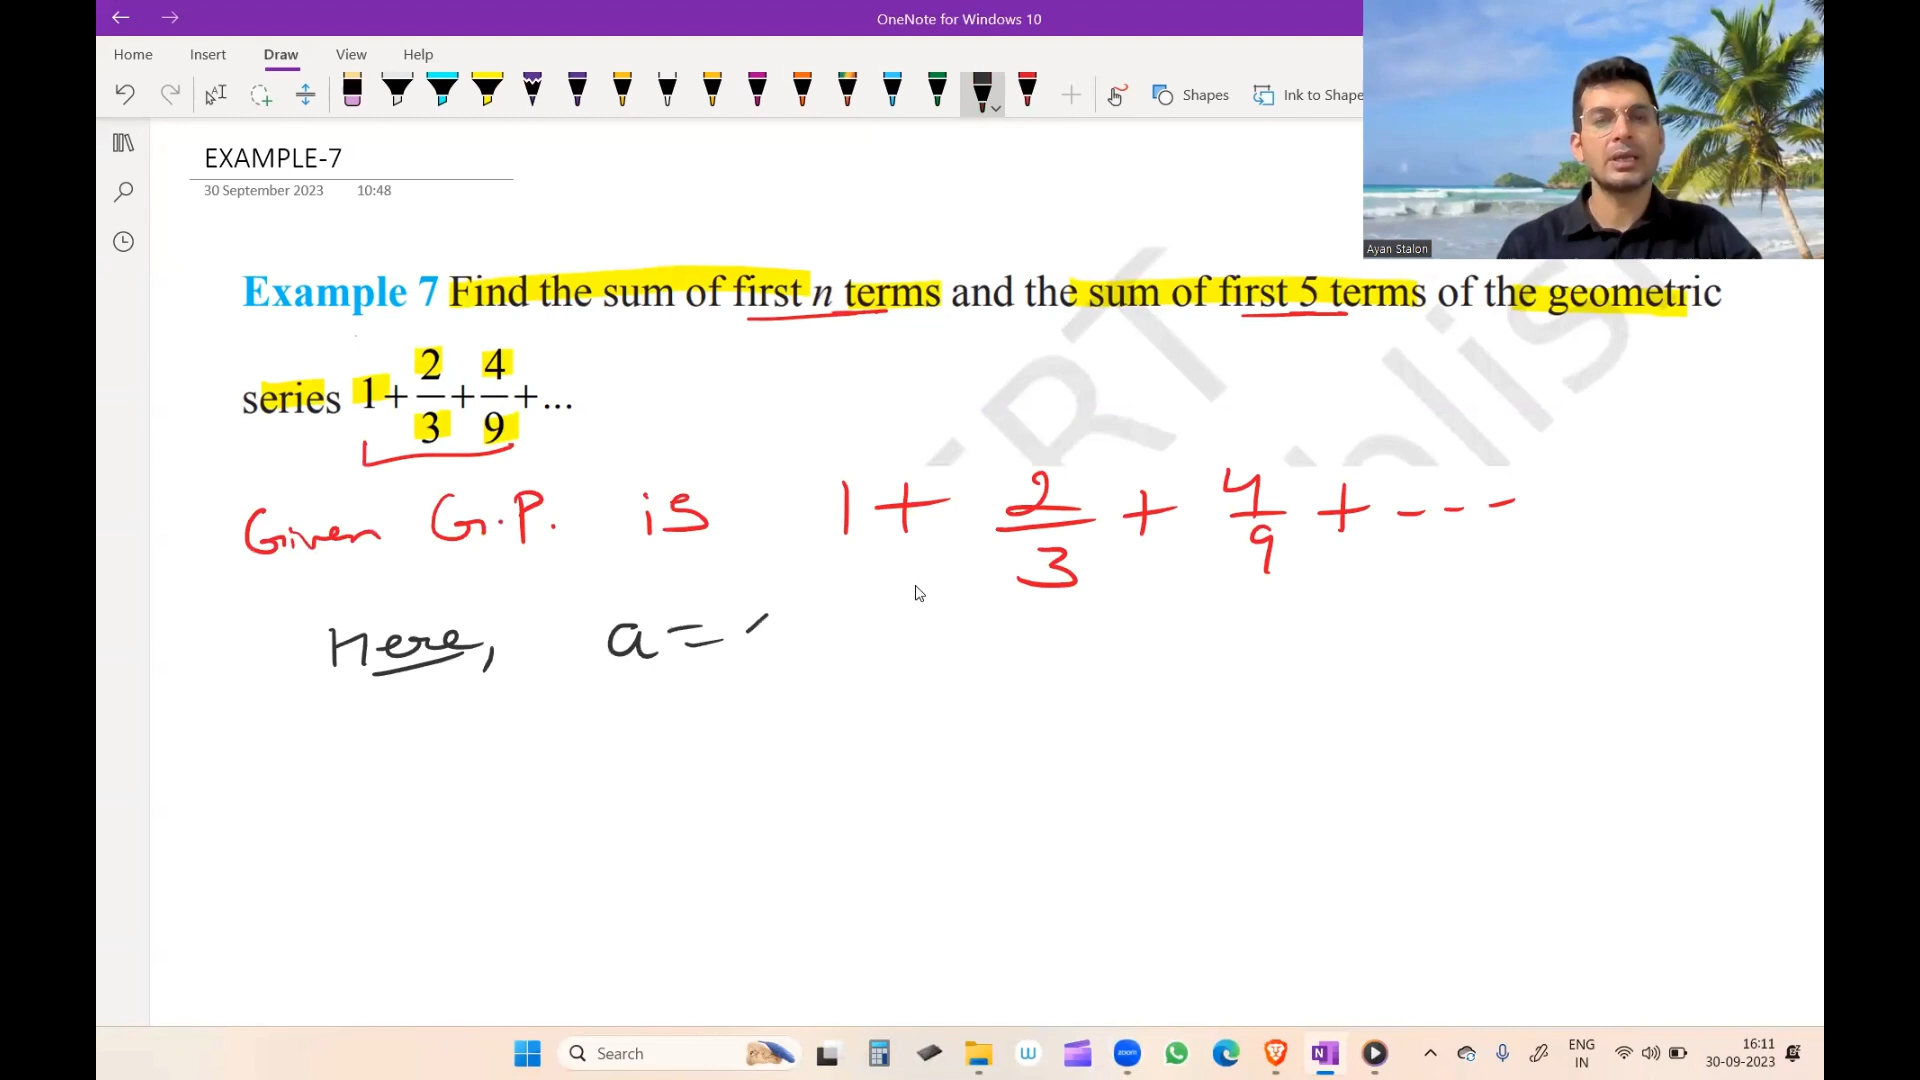 OneNote for Windows 10
Home Insert Draw View Help
Shapes Ink to Shape
EXAMPLE-7
30 September 2023 10:48
Ayan Stalon
Example 7 Find the sum of first n terms and the sum of first 5 terms of the geometric
series 1+2/3+4/9+...
Given G.P. is 1 + 2/3 + 4/9 + ----
Here, a =
Search
ENG
IN
16:11
30-09-2023